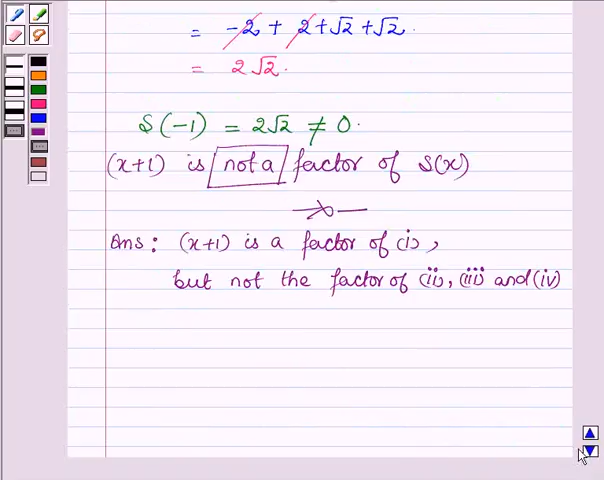 = -2 + 2 + √2 + √2.
= 2√2.
S(-1) = 2√2 ≠ 0.
(x+1) is not a factor of S(x)
Ans: (x+1) is a factor of (i),
but not the factor of (ii), (iii) and (iv)